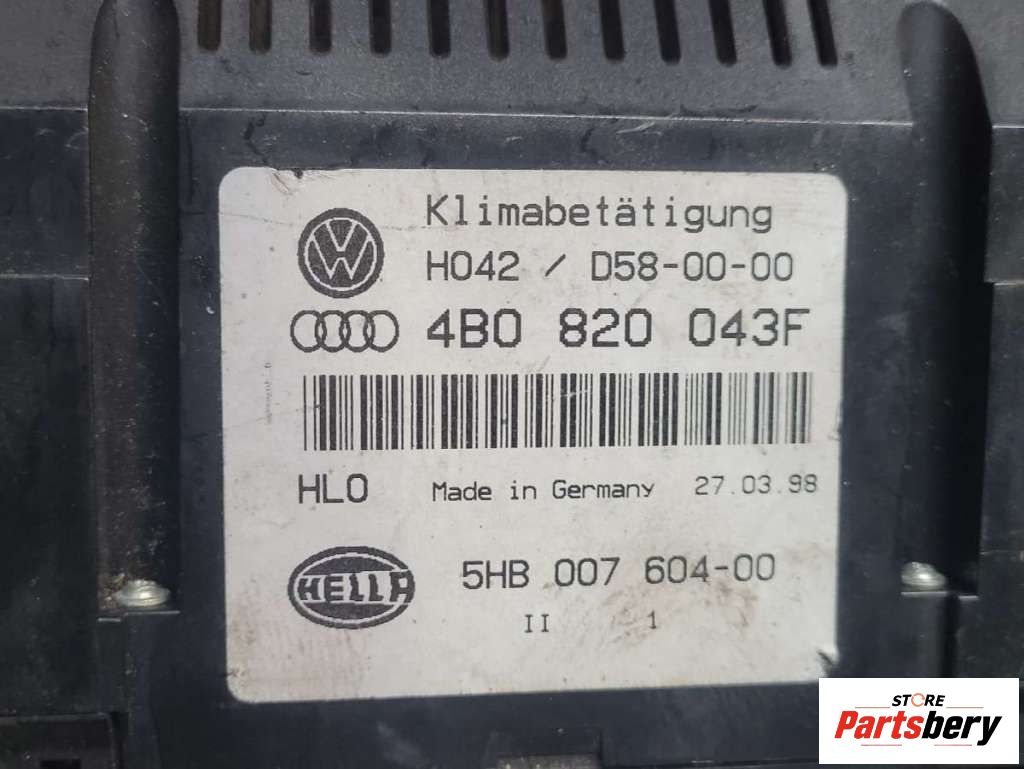 Klimabetätigung
H042 / D58-00-00
4B0 820 043F
HL0 Made in Germany 27.03.98
HELLA 5HB 007 604-00
II 1
STORE
Partsbery